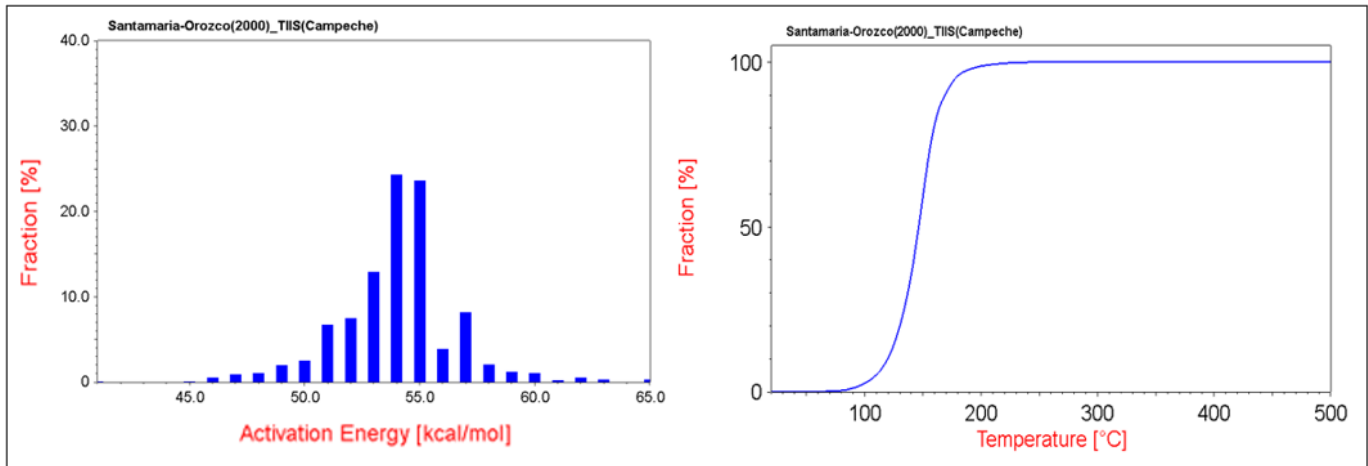 Santamaria-Orozco(2000)_TIIS(Campeche)
40.0
30.0
20.0
10.0
0
Fraction [%]
45.0 50.0 55.0 60.0 65.0
Activation Energy [kcal/mol]
Santamaria-Orozco(2000)_TIIS(Campeche)
100
50
0
Fraction [%]
100 200 300 400 500
Temperature [°C]